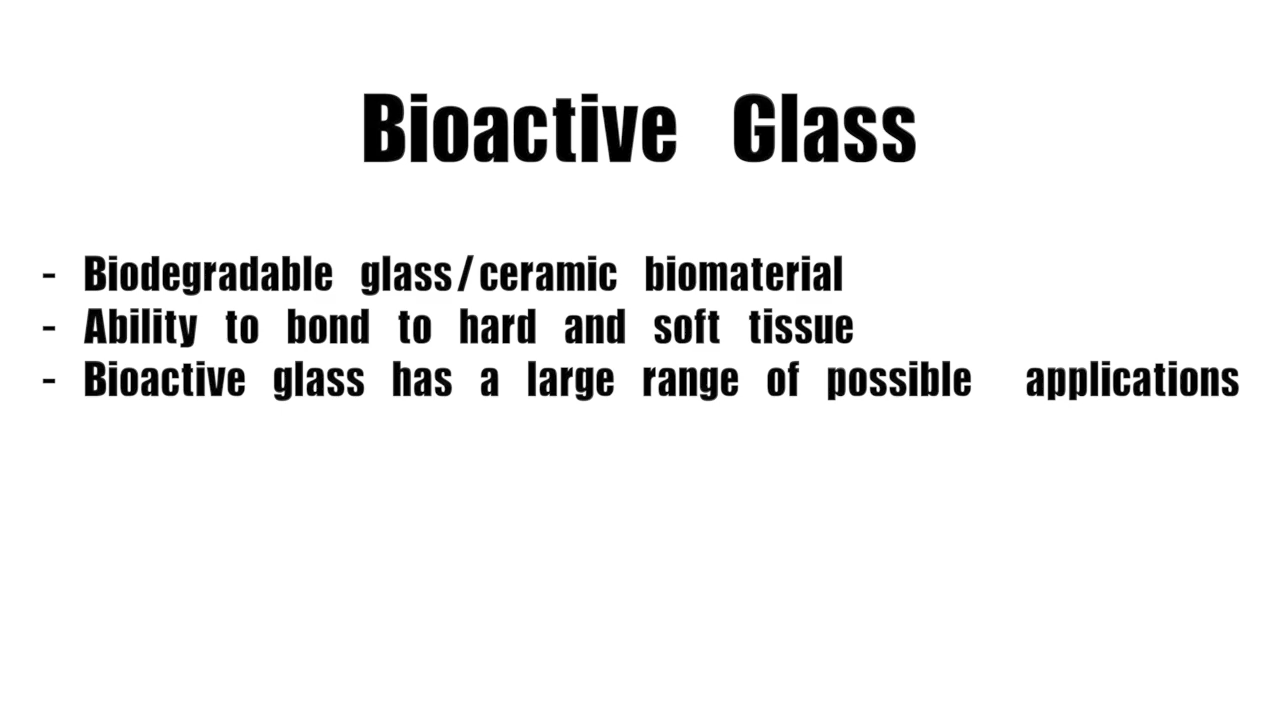 Bioactive Glass
- Biodegradable glass/ceramic biomaterial
- Ability to bond to hard and soft tissue
- Bioactive glass has a large range of possible applications